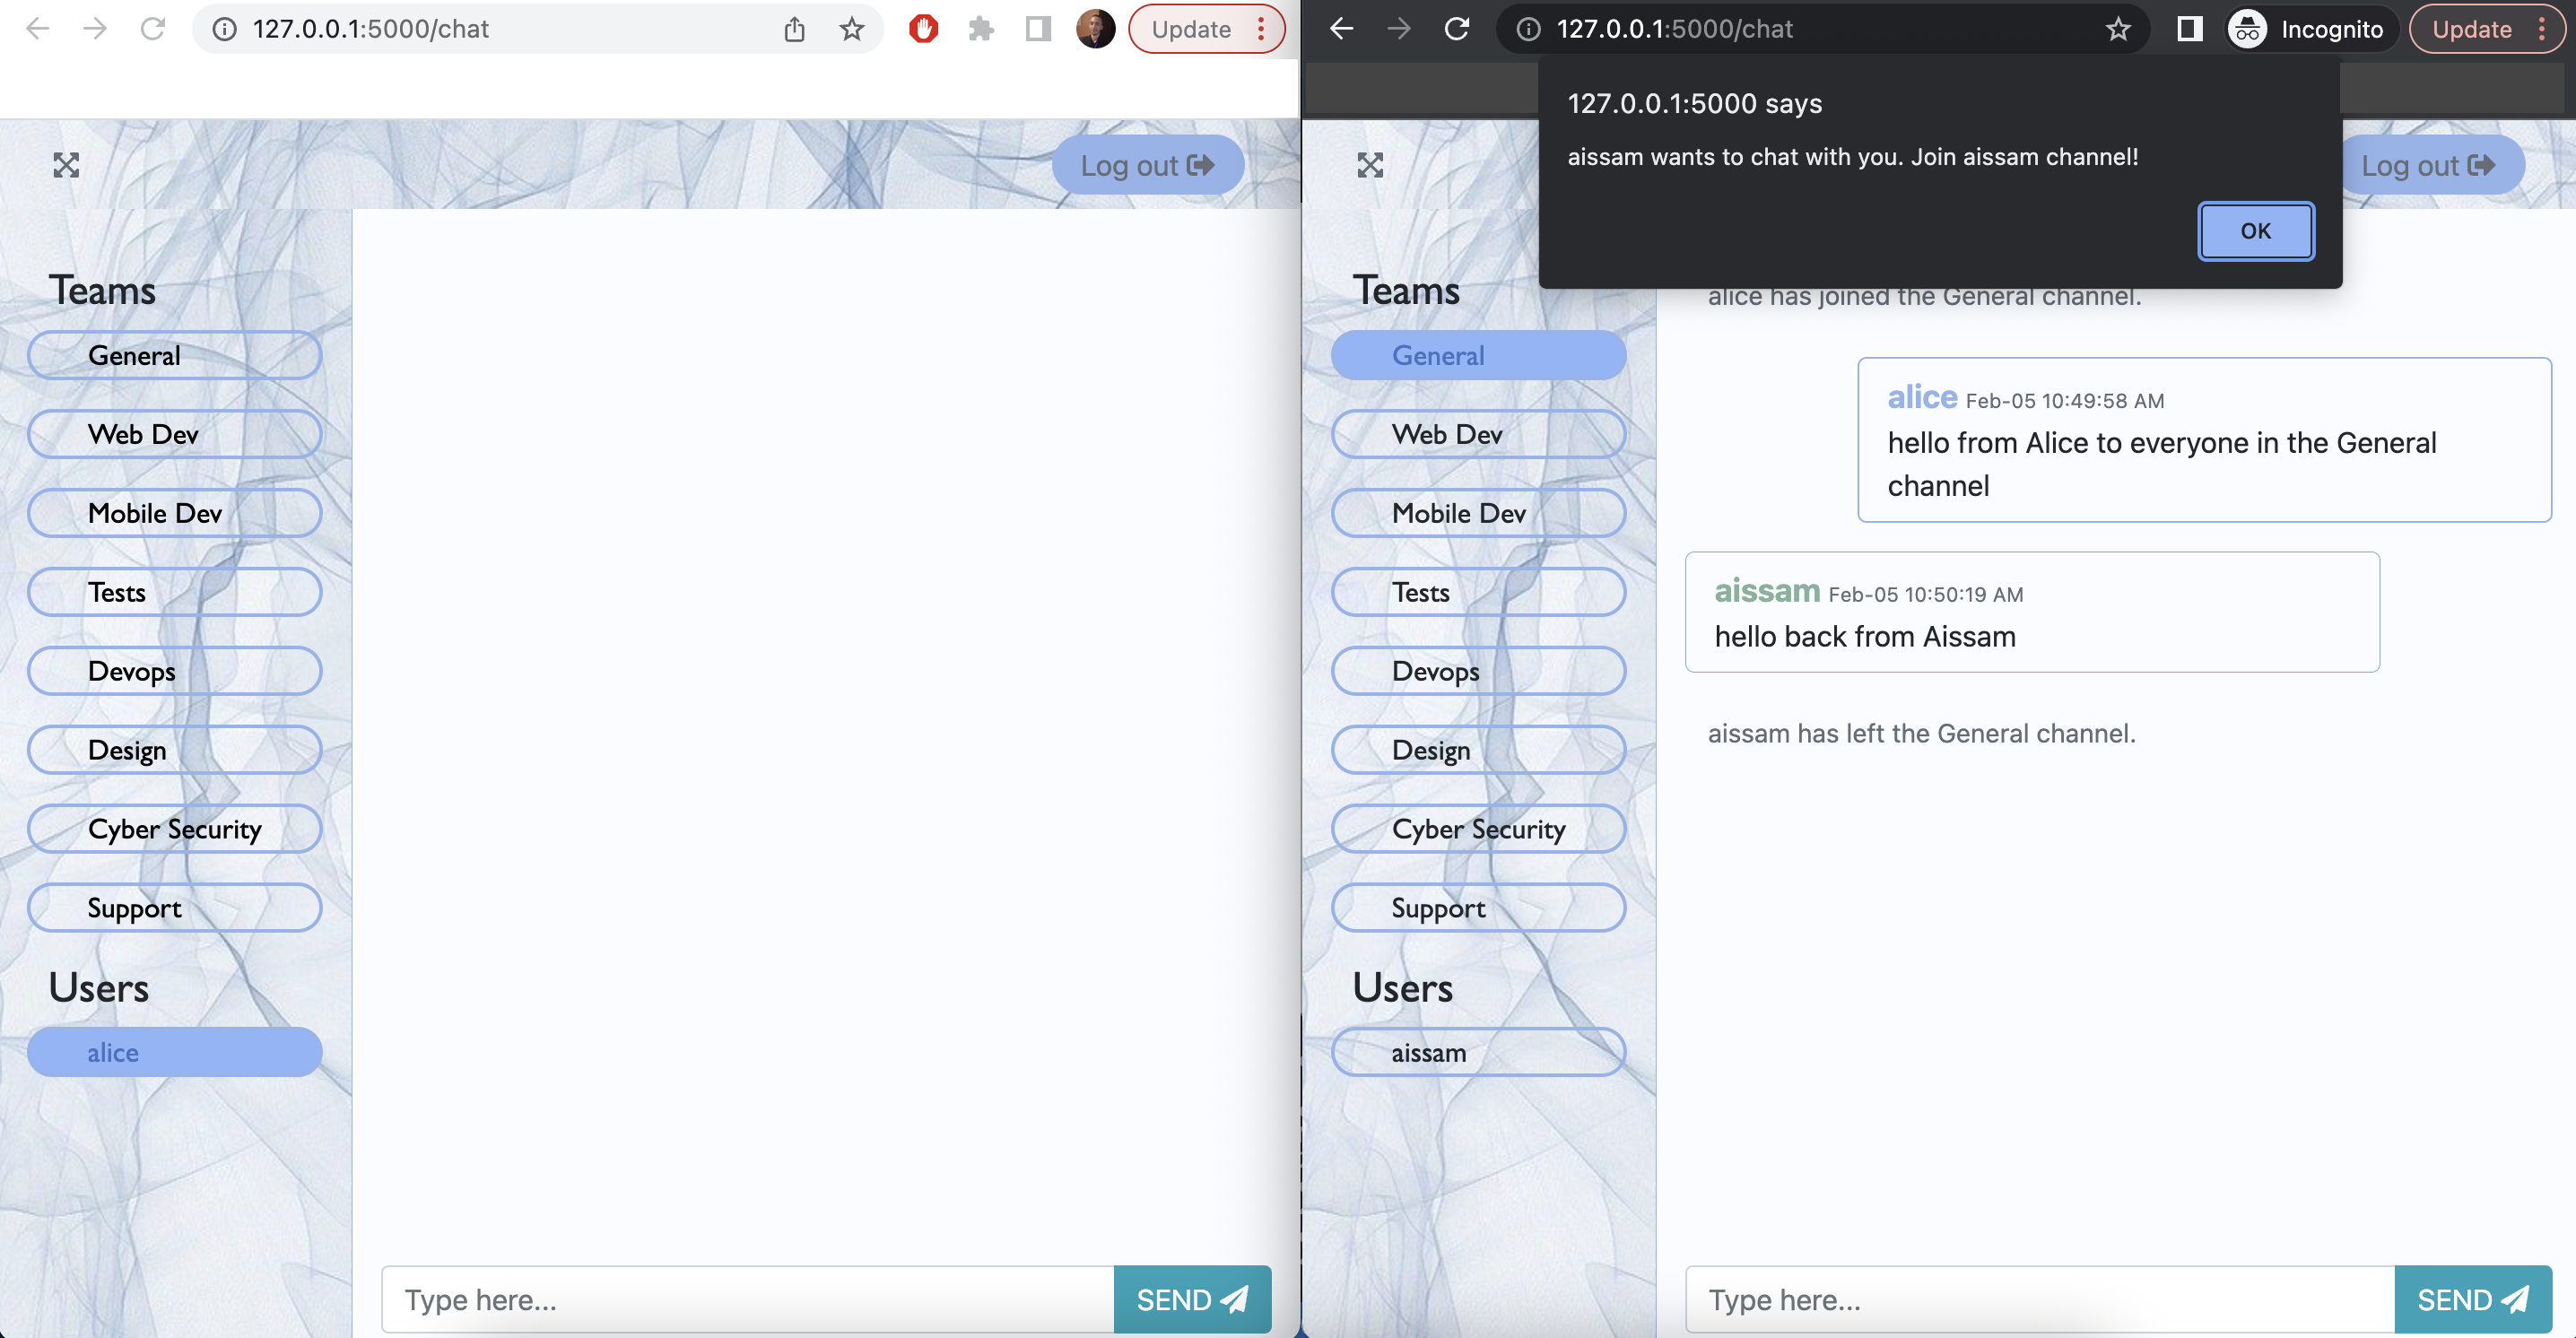 127.0.0.1:5000/chat
Update
Log out
Teams
General
Web Dev
Mobile Dev
Tests
Devops
Design
Cyber Security
Support
Users
alice
Type here...
SEND
127.0.0.1:5000/chat
Incognito
Update
127.0.0.1:5000 says
aissam wants to chat with you. Join aissam channel!
OK
Log out
Teams
General
Web Dev
Mobile Dev
Tests
Devops
Design
Cyber Security
Support
Users
aissam
alice has joined the General channel.
alice Feb-05 10:49:58 AM
hello from Alice to everyone in the General
channel
aissam Feb-05 10:50:19 AM
hello back from Aissam
aissam has left the General channel.
Type here...
SEND